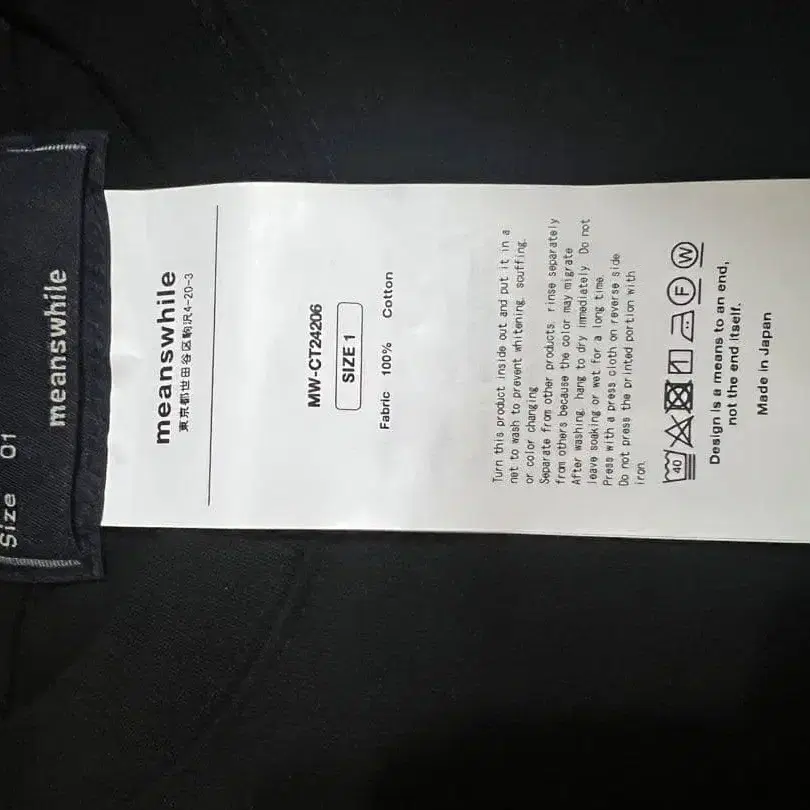 Size 01
meanswhile
meanswhile
東京都世田谷区駒沢4-20-3
MW-CT24206
SIZE 1
Fabric 100% Cotton
Turn this product inside out and put it in a
net to wash to prevent whitening, scuffing,
or color changing
Separate from other products, rinse separately
from others because the color may migrate
After washing, hang to dry immediately Do not
leave soaking or wet for a long time.
Press with a press cloth on reverse side
Do not press the printed portion with
iron.
40 F W
Design is a means to an end,
not the end itself.
Made in Japan